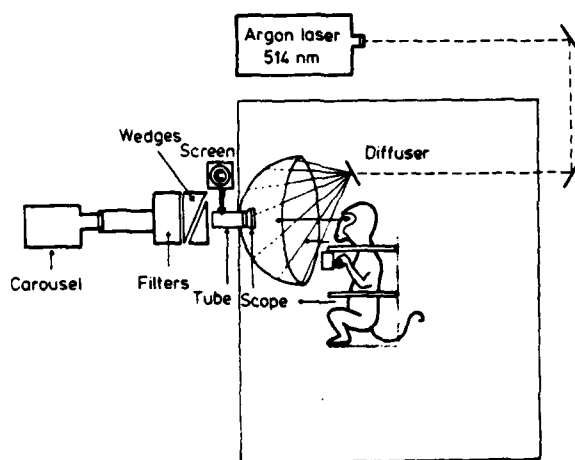 Argon laser
514 nm
Wedges
Screen
Diffuser
Carousel
Filters
Tube
Scope